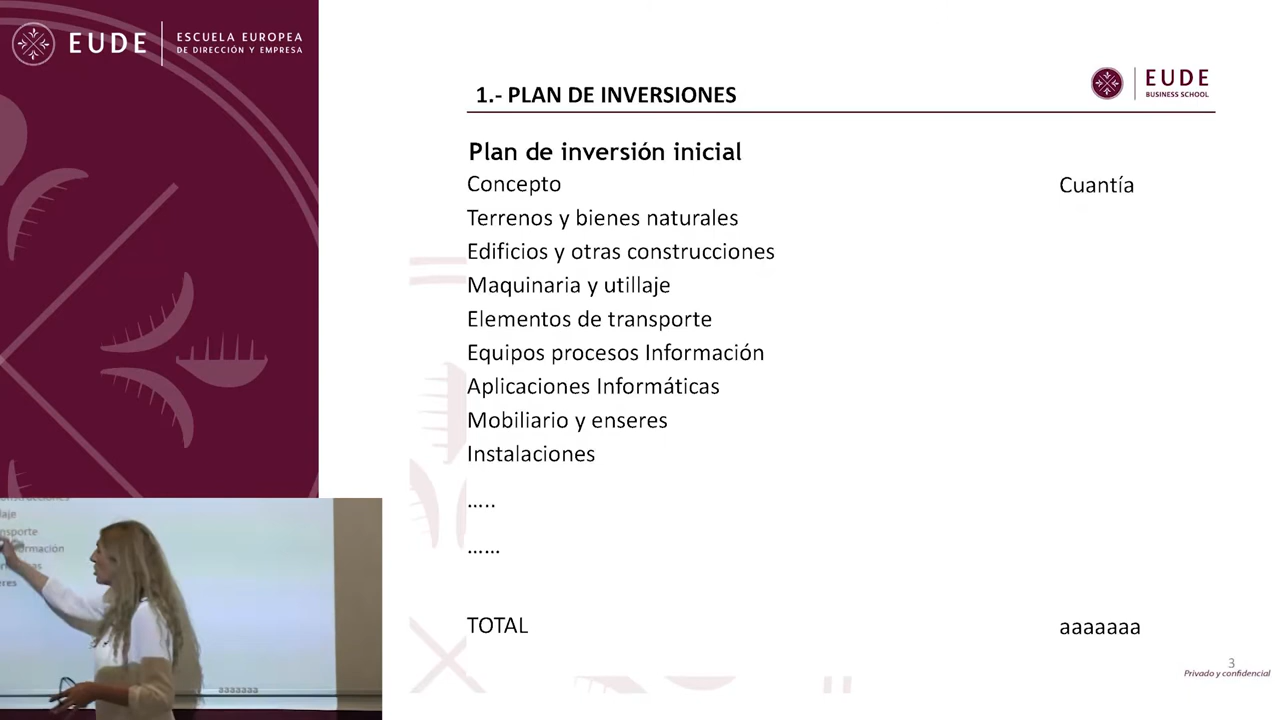 EUDE
ESCUELA EUROPEA
DE DIRECCIÓN Y EMPRESA
1.- PLAN DE INVERSIONES
EUDE
BUSINESS SCHOOL
Plan de inversión inicial
Concepto Cuantía
Terrenos y bienes naturales
Edificios y otras construcciones
Maquinaria y utillaje
Elementos de transporte
Equipos procesos Información
Aplicaciones Informáticas
Mobiliario y enseres
Instalaciones
.....
......
TOTAL aaaaaaa
3
Privado y confidencial
aaaaaaa